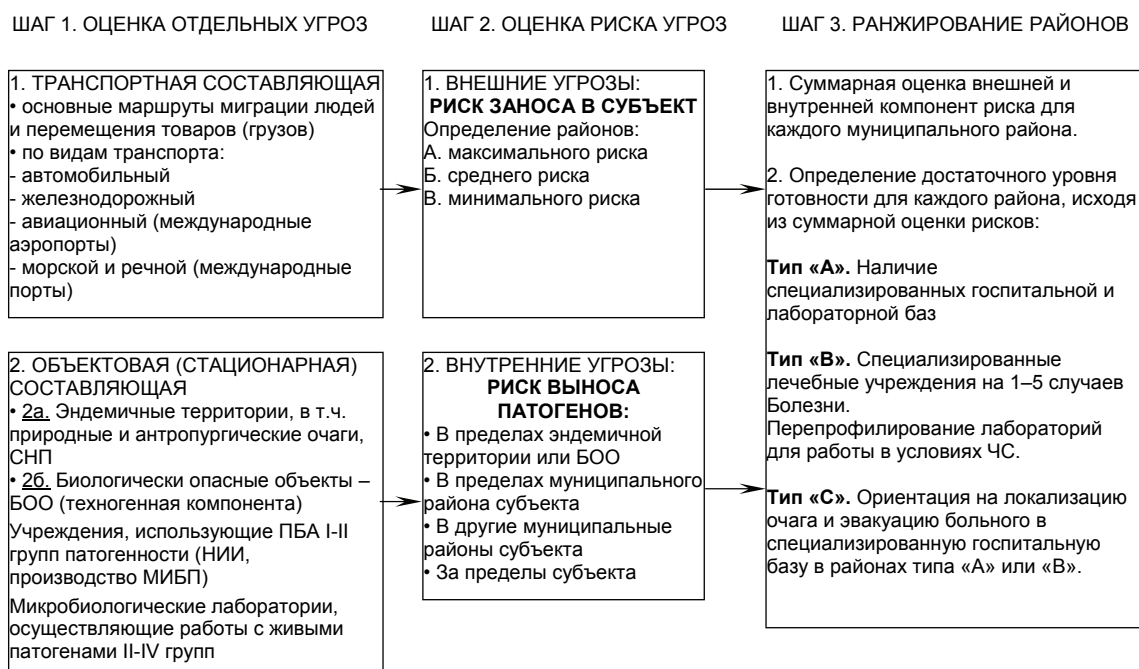 ШАГ 1. ОЦЕНКА ОТДЕЛЬНЫХ УГРОЗ
1. ТРАНСПОРТНАЯ СОСТАВЛЯЮЩАЯ
• основные маршруты миграции людей
и перемещения товаров (грузов)
• по видам транспорта:
- автомобильный
- железнодорожный
- авиационный (международные
аэропорты)
- морской и речной (международные
порты)
2. ОБЪЕКТОВАЯ (СТАЦИОНАРНАЯ)
СОСТАВЛЯЮЩАЯ
• 2а. Эндемичные территории, в т.ч.
природные и антропургические очаги,
СНП
• 2б. Биологически опасные объекты –
БОО (техногенная компонента)
Учреждения, использующие ПБА I-II
групп патогенности (НИИ,
производство МИБП)
Микробиологические лаборатории,
осуществляющие работы с живыми
патогенами II-IV групп
ШАГ 2. ОЦЕНКА РИСКА УГРОЗ
1. ВНЕШНИЕ УГРОЗЫ:
РИСК ЗАНОСА В СУБЪЕКТ
Определение районов:
А. максимального риска
Б. среднего риска
В. минимального риска
2. ВНУТРЕННИЕ УГРОЗЫ:
РИСК ВЫНОСА
ПАТОГЕНОВ:
• В пределах эндемичной
территории или БОО
• В пределах муниципального
района субъекта
• В другие муниципальные
районы субъекта
• За пределы субъекта
ШАГ 3. РАНЖИРОВАНИЕ РАЙОНОВ
1. Суммарная оценка внешней и
внутренней компонент риска для
каждого муниципального района.
2. Определение достаточного уровня
готовности для каждого района, исходя
из суммарной оценки рисков:
Тип «А». Наличие
специализированных госпитальной и
лабораторной баз
Тип «В». Специализированные
лечебные учреждения на 1–5 случаев
Болезни.
Перепрофилирование лабораторий
для работы в условиях ЧС.
Тип «С». Ориентация на локализацию
очага и эвакуацию больного в
специализированную госпитальную
базу в районах типа «А» или «В».